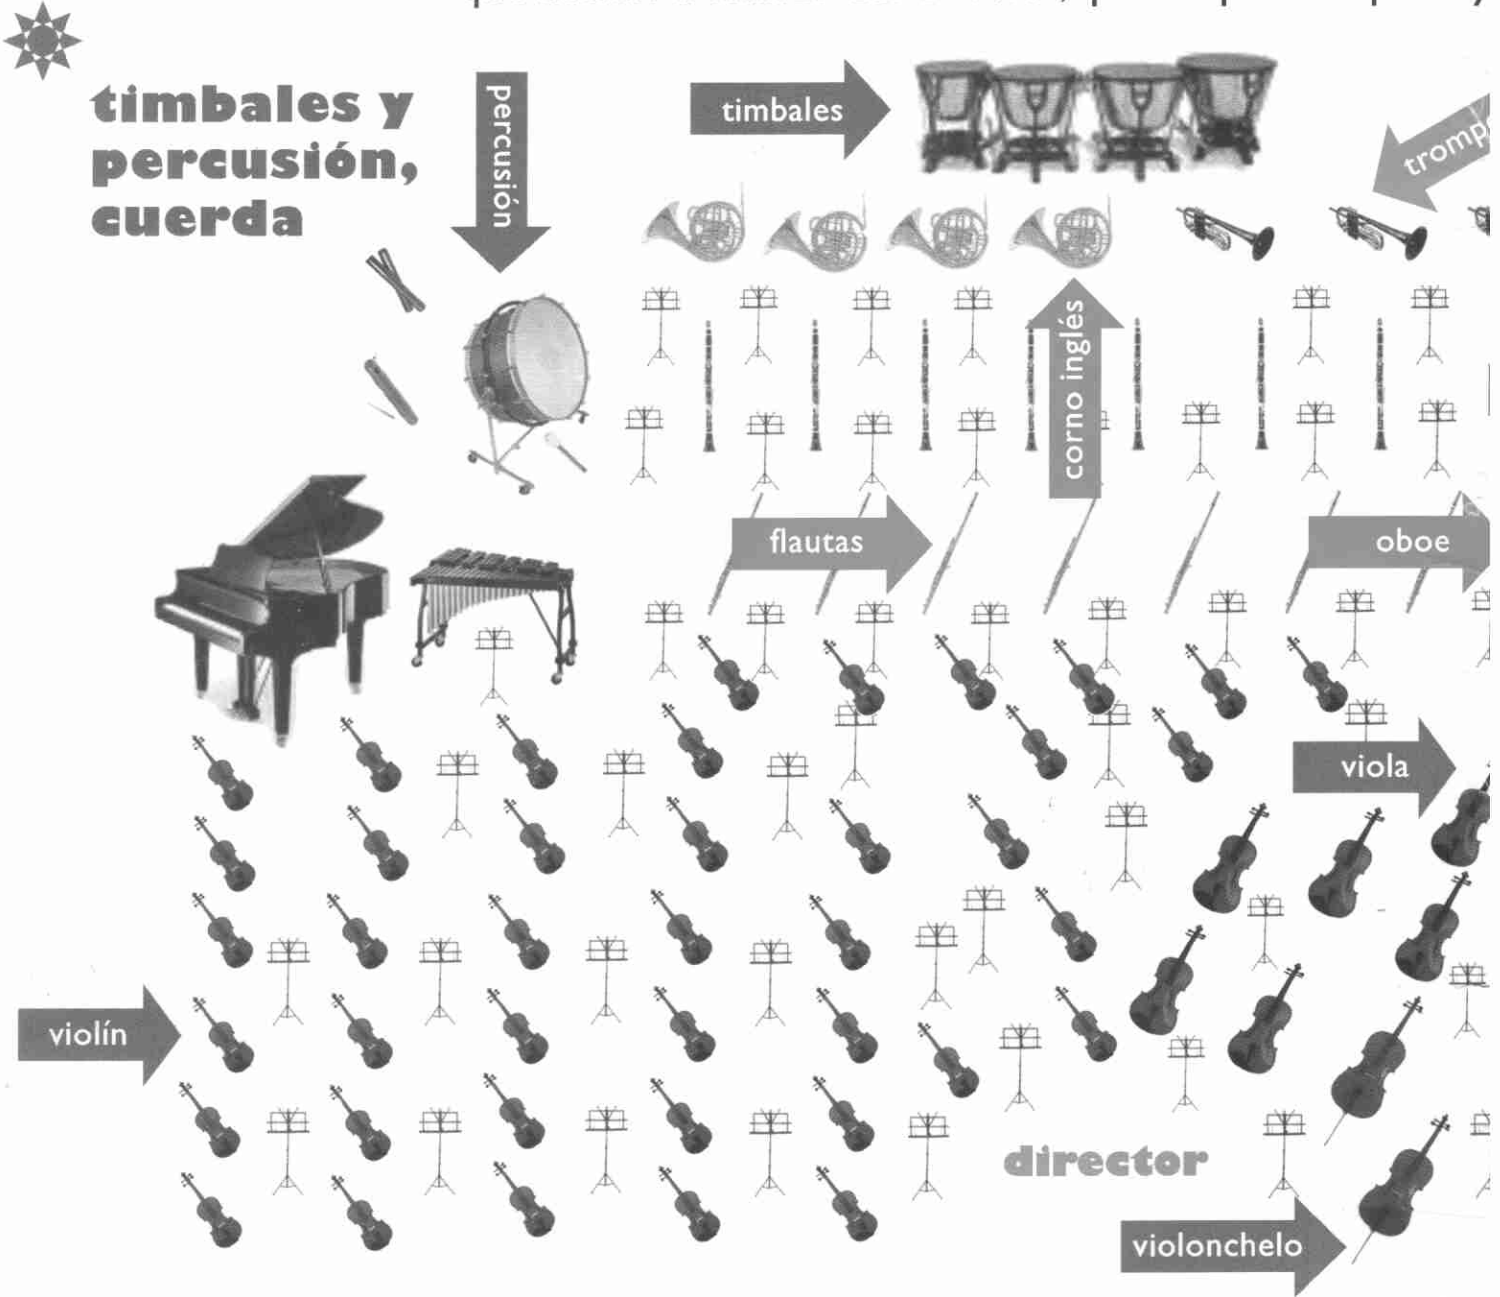 timbales y
percusión,
cuerda
percusión
timbales
corno inglés
flautas
oboe
viola
violín
director
violonchelo